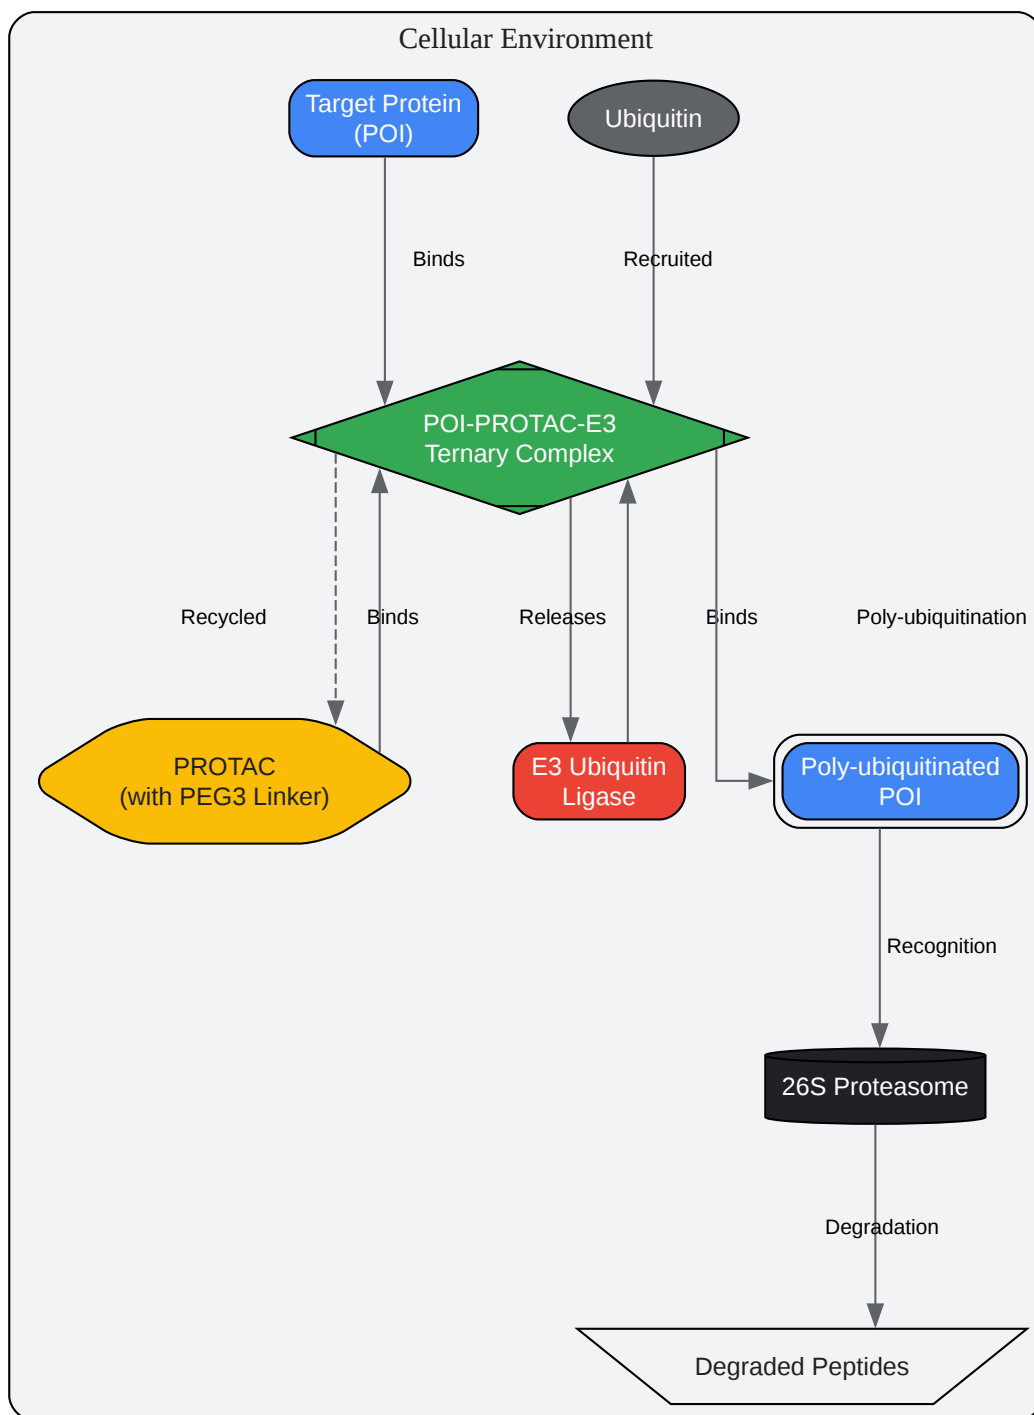 Cellular Environment
Target Protein
(POI)
Ubiquitin
Binds
Recruited
POI-PROTAC-E3
Ternary Complex
Recycled
Binds
Releases
Binds
Poly-ubiquitination
PROTAC
(with PEG3 Linker)
E3 Ubiquitin
Ligase
Poly-ubiquitinated
POI
Recognition
26S Proteasome
Degradation
Degraded Peptides